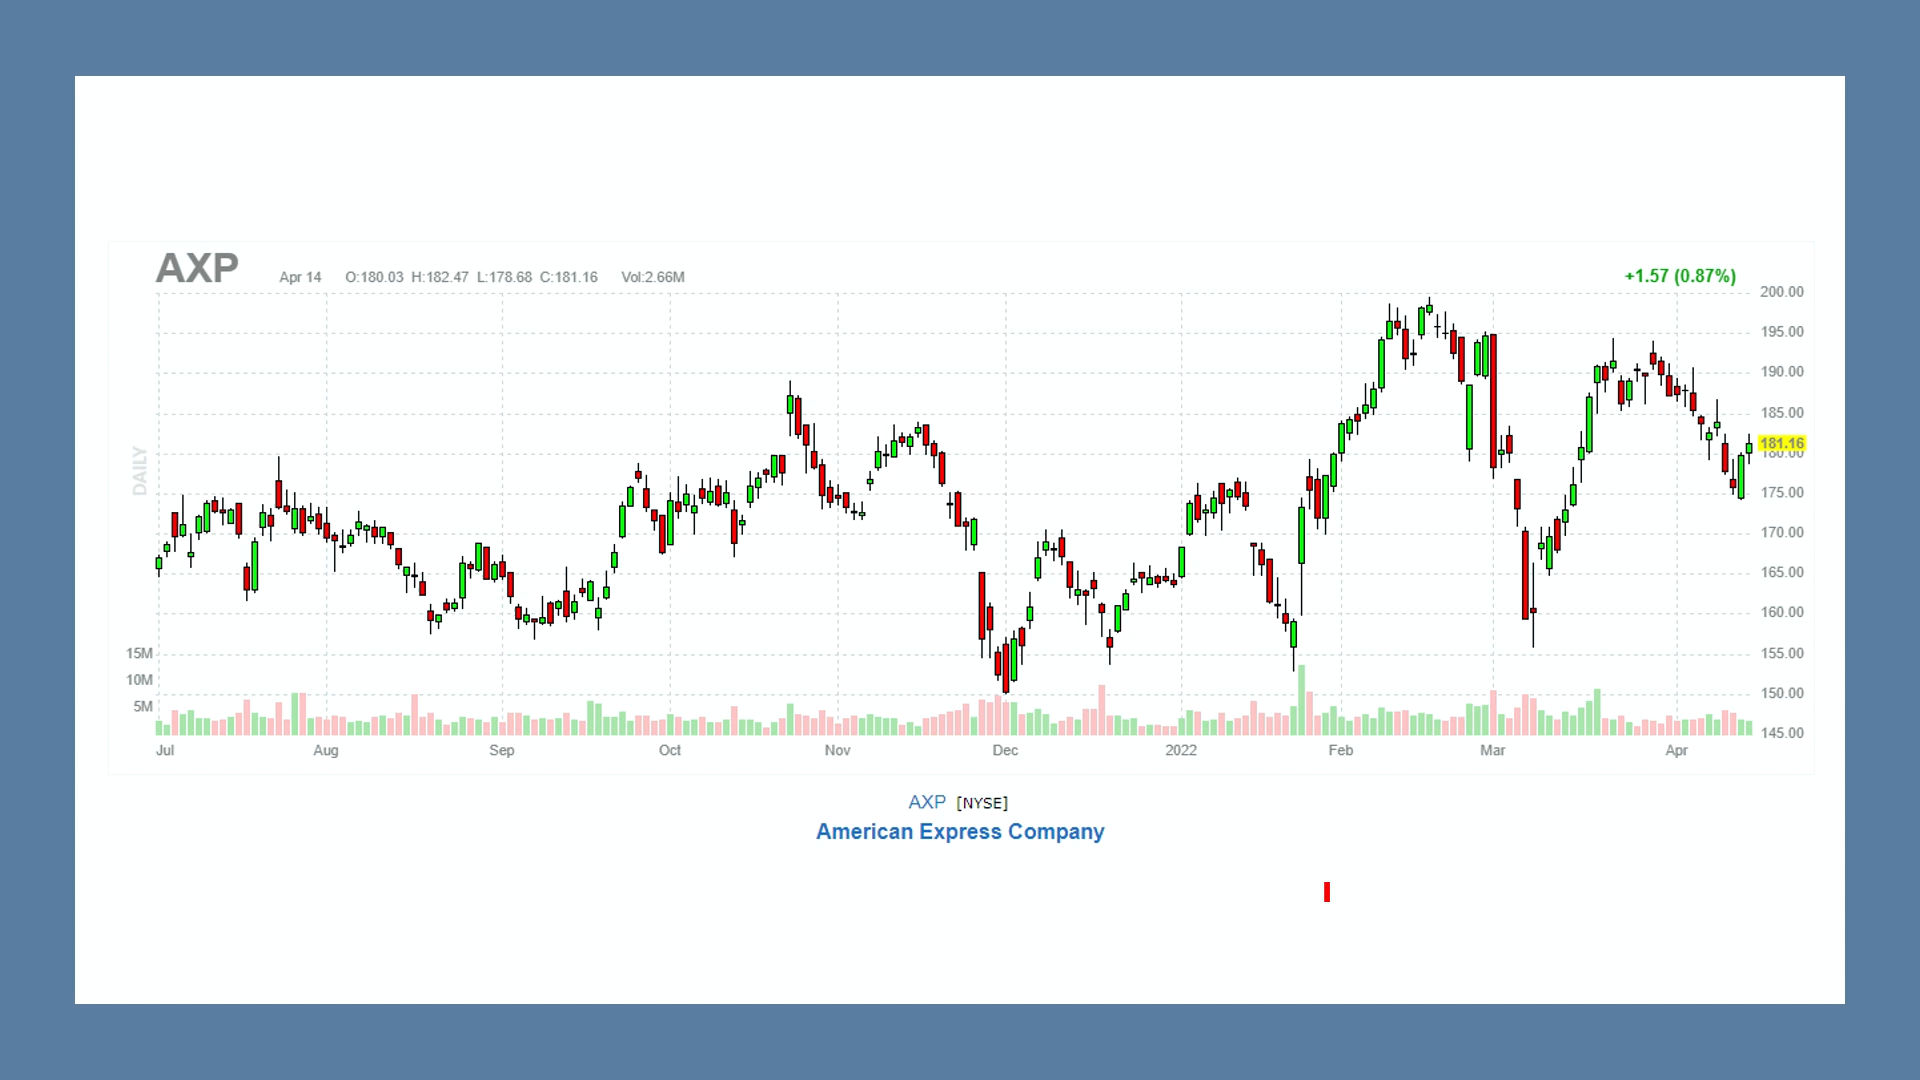 AXP Apr 14 O:180.03 H:182.47 L:178.68 C:181.16 Vol:2.66M +1.57 (0.87%)
200.00
195.00
190.00
185.00
181.16
180.00
175.00
170.00
165.00
160.00
155.00
150.00
145.00
DAILY
15M
10M
5M
Jul Aug Sep Oct Nov Dec 2022 Feb Mar Apr
AXP [NYSE]
American Express Company